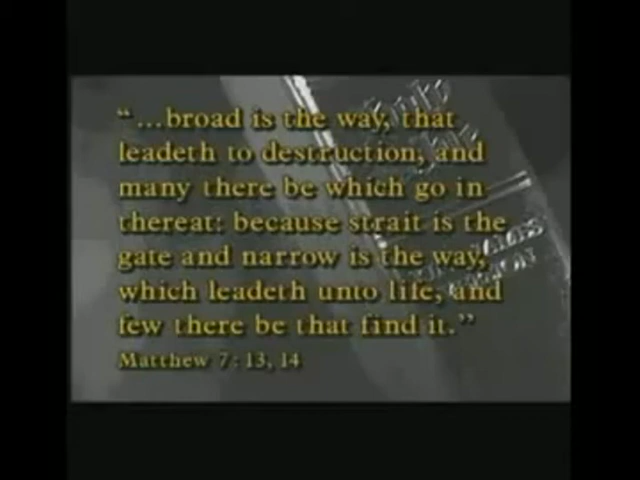 “...broad is the way, that
leadeth to destruction, and
many there be which go in
thereat: because strait is the
gate and narrow is the way,
which leadeth unto life, and
few there be that find it.”
Matthew 7:13, 14